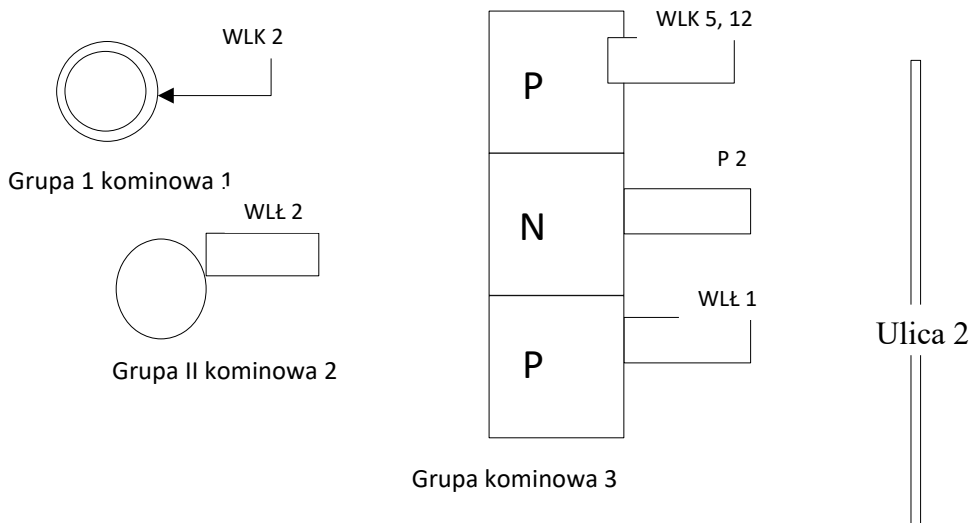 WLK 2
Grupa 1 kominowa 1
WLŁ 2
Grupa II kominowa 2
WLK 5, 12
P
P 2
N
WLŁ 1
P
Grupa kominowa 3
Ulica 2